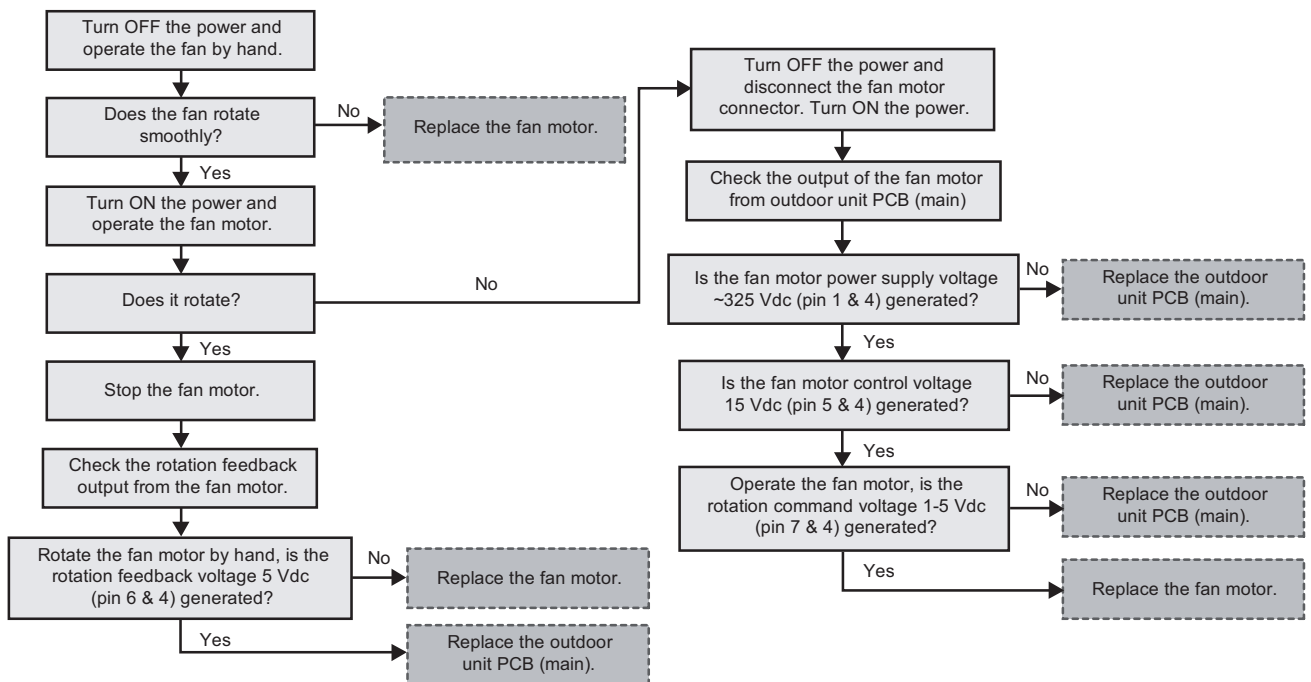 Turn OFF the power and
operate the fan by hand.
Does the fan rotate
smoothly?
No
Replace the fan motor.
Yes
Turn ON the power and
operate the fan motor.
Does it rotate?
No
Yes
Stop the fan motor.
Check the rotation feedback
output from the fan motor.
Rotate the fan motor by hand, is the
rotation feedback voltage 5 Vdc
(pin 6 & 4) generated?
No
Replace the fan motor.
Yes
Replace the outdoor
unit PCB (main).
Turn OFF the power and
disconnect the fan motor
connector. Turn ON the power.
Check the output of the fan motor
from outdoor unit PCB (main)
Is the fan motor power supply voltage
~325 Vdc (pin 1 & 4) generated?
No
Replace the outdoor
unit PCB (main).
Yes
Is the fan motor control voltage
15 Vdc (pin 5 & 4) generated?
No
Replace the outdoor
unit PCB (main).
Yes
Operate the fan motor, is the
rotation command voltage 1-5 Vdc
(pin 7 & 4) generated?
No
Replace the outdoor
unit PCB (main).
Yes
Replace the fan motor.